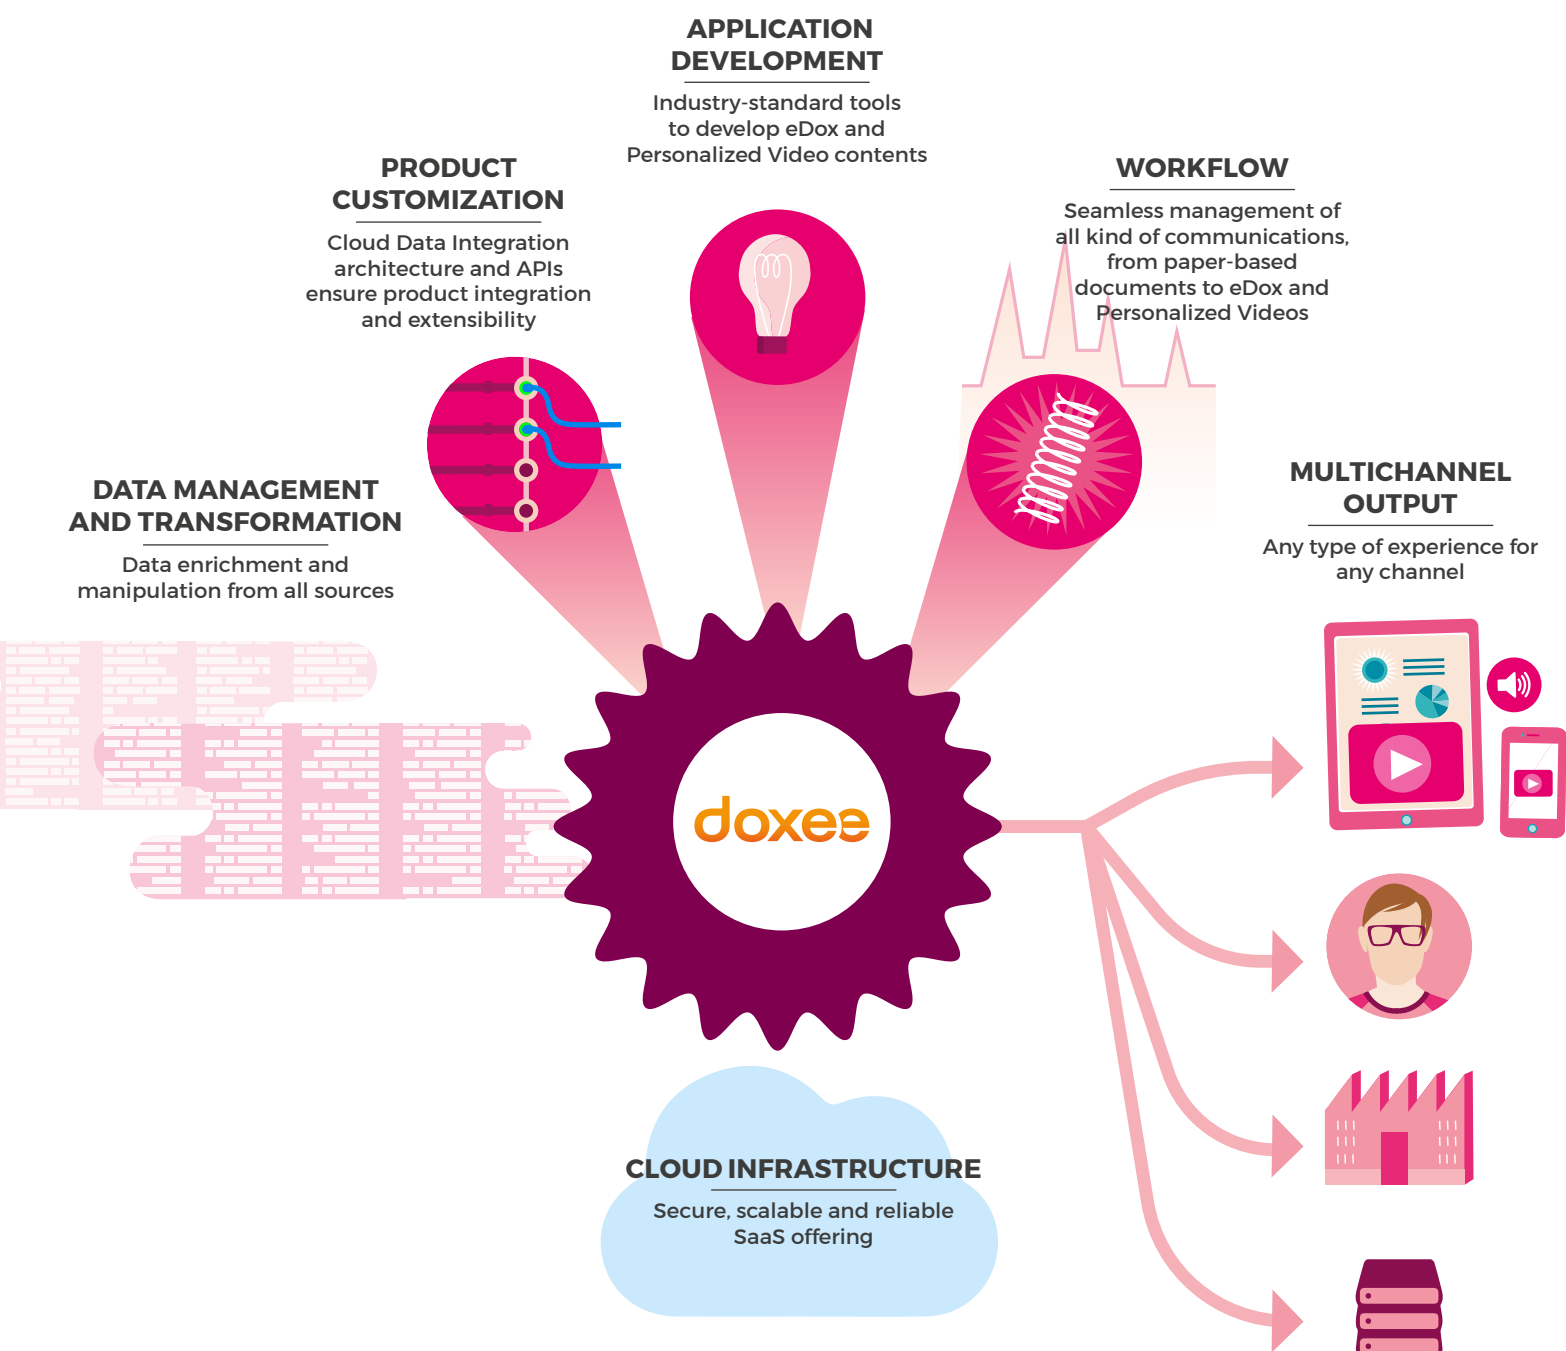 APPLICATION
DEVELOPMENT
Industry-standard tools
to develop eDox and
Personalized Video contents
PRODUCT
CUSTOMIZATION
Cloud Data Integration
architecture and APIs
ensure product integration
and extensibility
WORKFLOW
Seamless management of
all kind of communications,
from paper-based
documents to eDox and
Personalized Videos
DATA MANAGEMENT
AND TRANSFORMATION
Data enrichment and
manipulation from all sources
MULTICHANNEL
OUTPUT
Any type of experience for
any channel
doxee
CLOUD INFRASTRUCTURE
Secure, scalable and reliable
SaaS offering